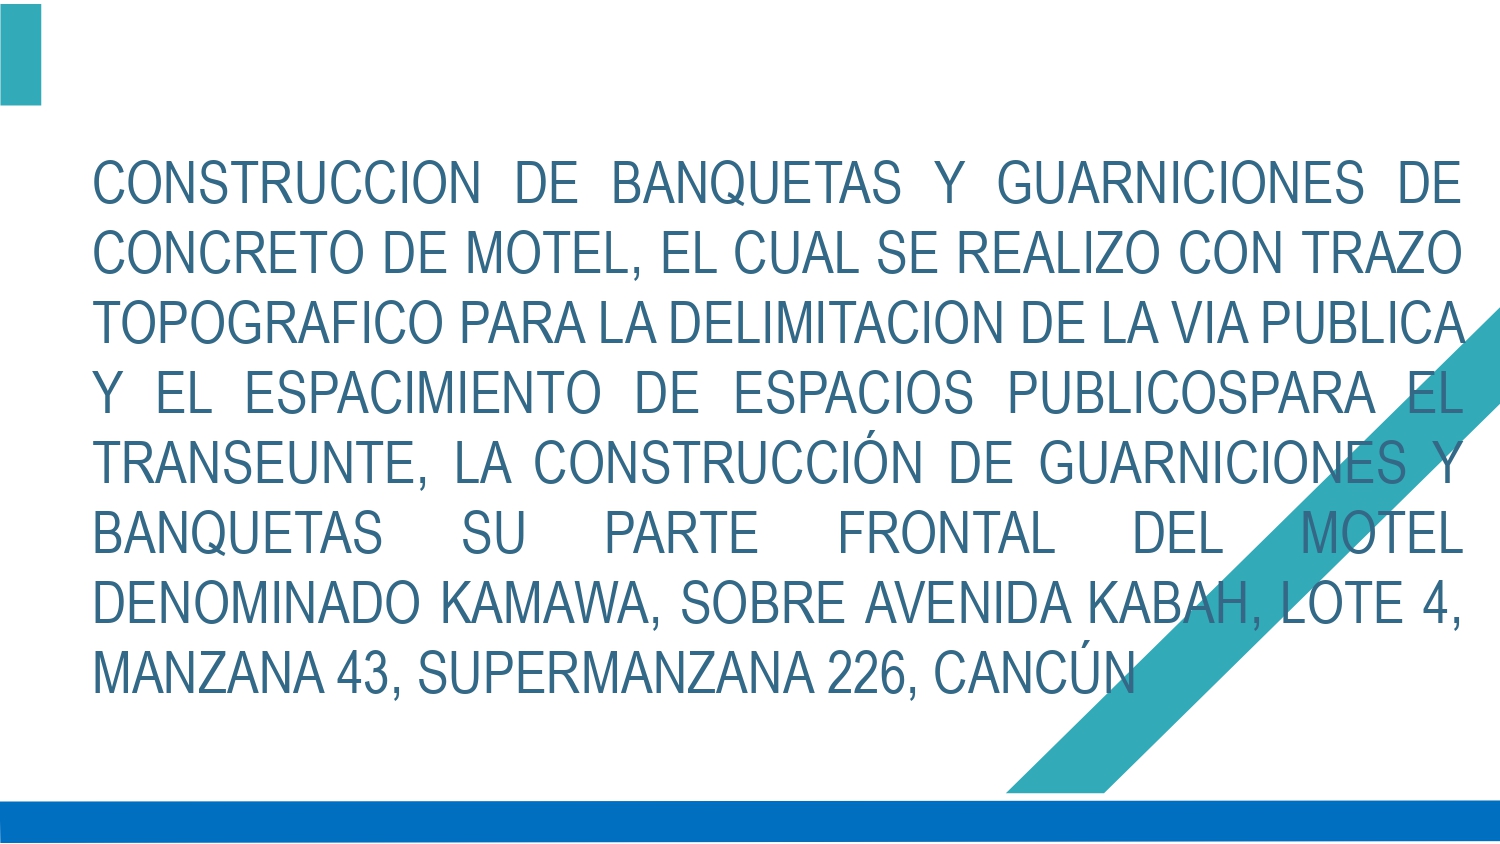 CONSTRUCCION DE BANQUETAS Y GUARNICIONES DE
CONCRETO DE MOTEL, EL CUAL SE REALIZO CON TRAZO
TOPOGRAFICO PARA LA DELIMITACION DE LA VIA PUBLICA
Y EL ESPACIMIENTO DE ESPACIOS PUBLICOSPARA EL
TRANSEUNTE, LA CONSTRUCCIÓN DE GUARNICIONES Y
BANQUETAS SU PARTE FRONTAL DEL MOTEL
DENOMINADO KAMAWA, SOBRE AVENIDA KABAH, LOTE 4,
MANZANA 43, SUPERMANZANA 226, CANCÚN